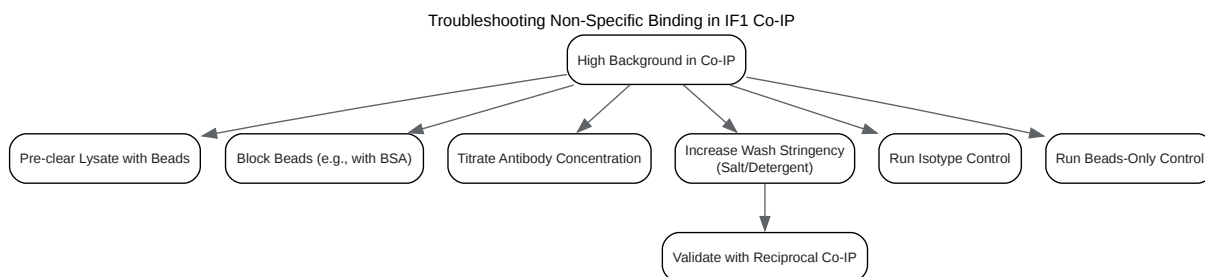 Troubleshooting Non-Specific Binding in IF1 Co-IP
High Background in Co-IP
Pre-clear Lysate with Beads
Block Beads (e.g., with BSA)
Titrate Antibody Concentration
Increase Wash Stringency
(Salt/Detergent)
Run Isotype Control
Run Beads-Only Control
Validate with Reciprocal Co-IP